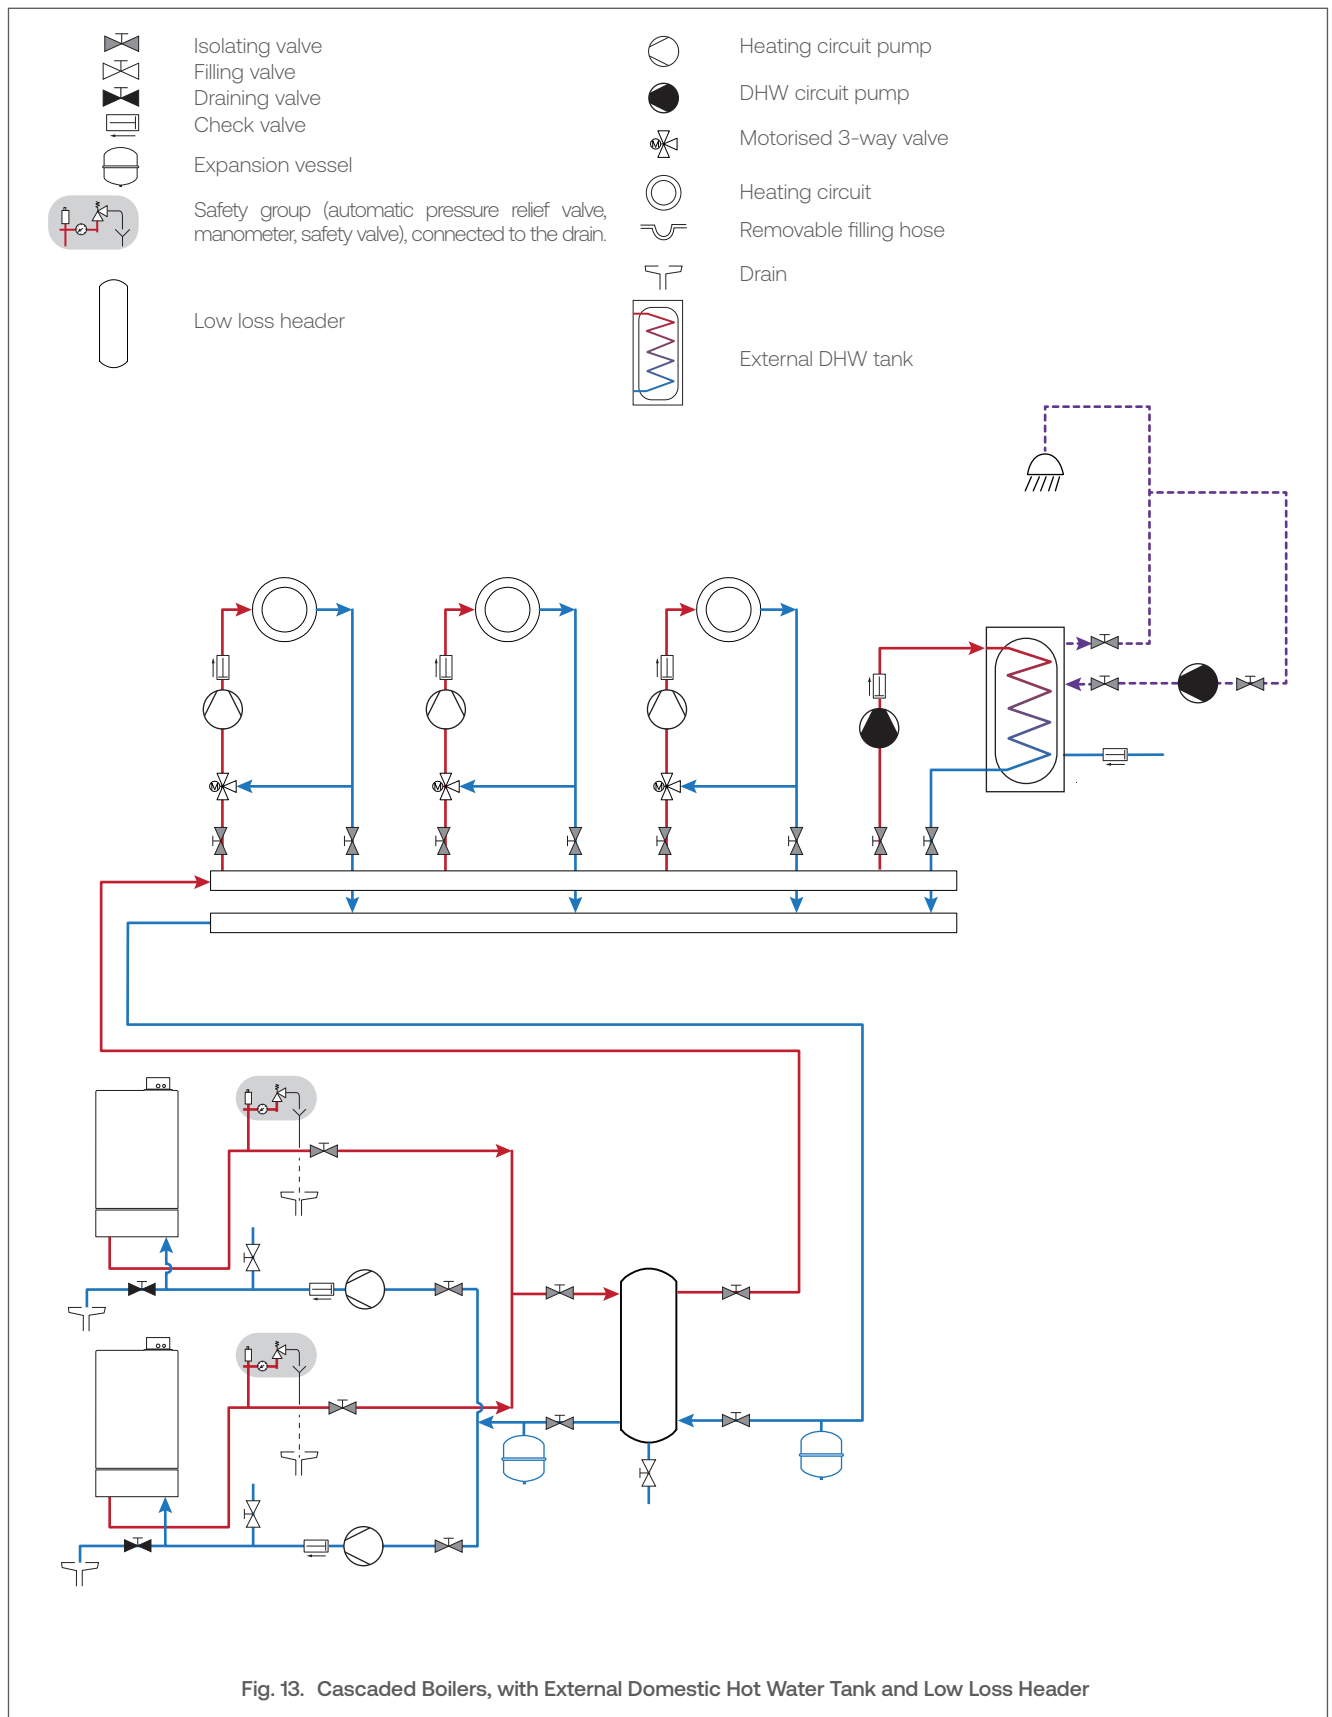 Isolating valve
Filling valve
Draining valve
Check valve
Expansion vessel
Safety group (automatic pressure relief valve,
manometer, safety valve), connected to the drain.
Low loss header
Heating circuit pump
DHW circuit pump
M
Motorised 3-way valve
Heating circuit
Removable filling hose
Drain
External DHW tank
M
M
M
Fig. 13. Cascaded Boilers, with External Domestic Hot Water Tank and Low Loss Header